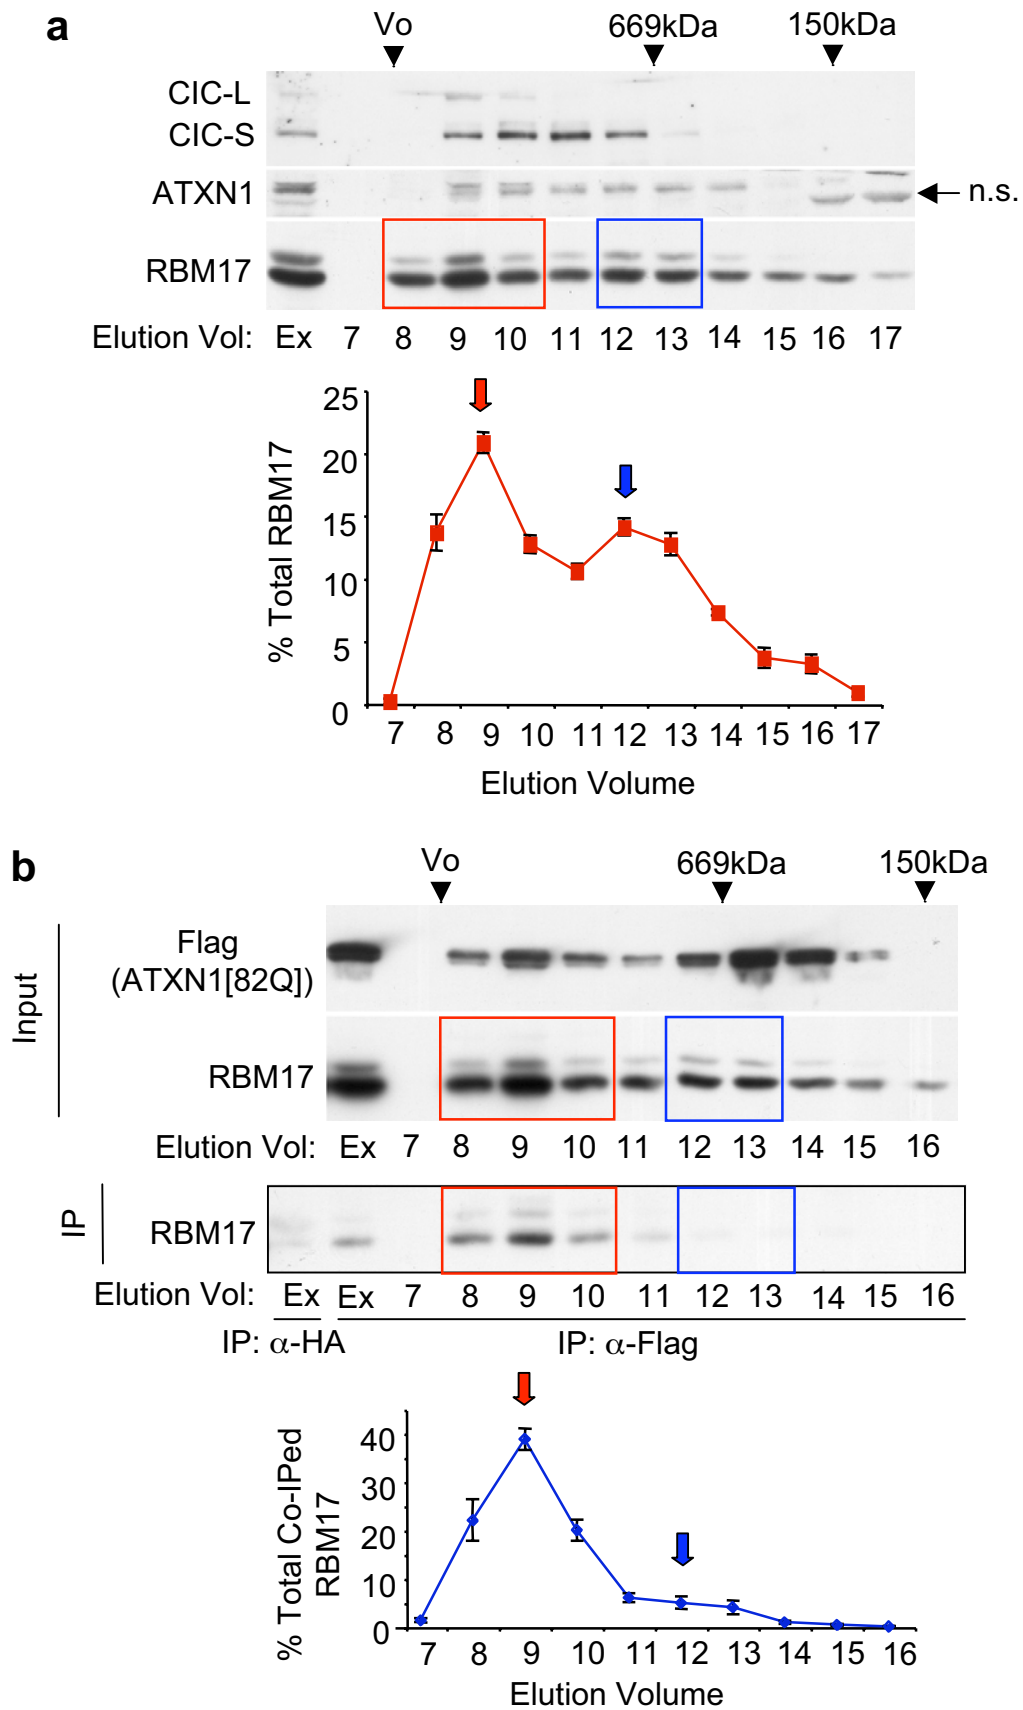 a
Vo 669kDa 150kDa
CIC-L
CIC-S
ATXN1
n.s.
RBM17
Elution Vol: Ex 7 8 9 10 11 12 13 14 15 16 17
% Total RBM17
25
20
15
10
5
0
7 8 9 10 11 12 13 14 15 16 17
Elution Volume
b
Vo 669kDa 150kDa
Input
Flag
(ATXN1[82Q])
RBM17
Elution Vol: Ex 7 8 9 10 11 12 13 14 15 16
IP
RBM17
Elution Vol: Ex Ex 7 8 9 10 11 12 13 14 15 16
IP: α-HA IP: α-Flag
% Total Co-IPed
RBM17
40
30
20
10
0
7 8 9 10 11 12 13 14 15 16
Elution Volume